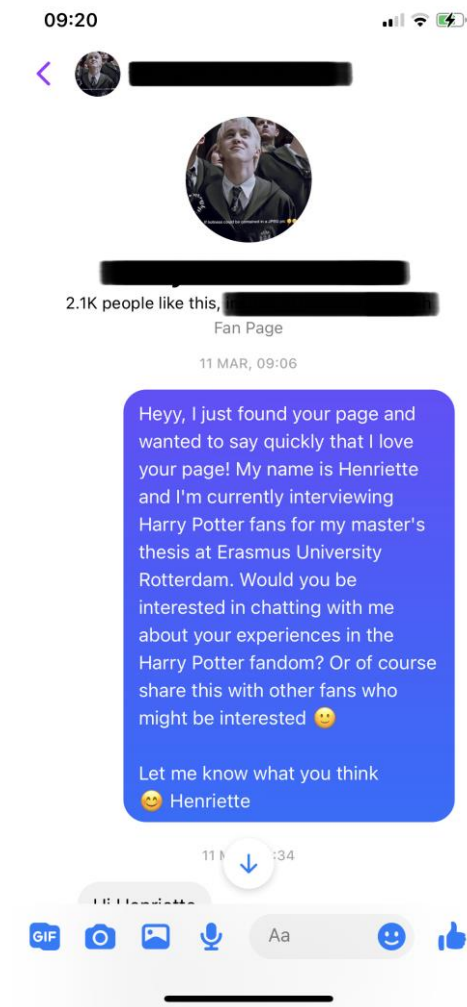 09:20
2.1K people like this,
Fan Page
11 MAR, 09:06
Heyy, I just found your page and
wanted to say quickly that I love
your page! My name is Henriette
and I'm currently interviewing
Harry Potter fans for my master's
thesis at Erasmus University
Rotterdam. Would you be
interested in chatting with me
about your experiences in the
Harry Potter fandom? Or of course
share this with other fans who
might be interested 🙂
Let me know what you think
😊 Henriette
11 :34
Hi Henriette
GIF
Aa